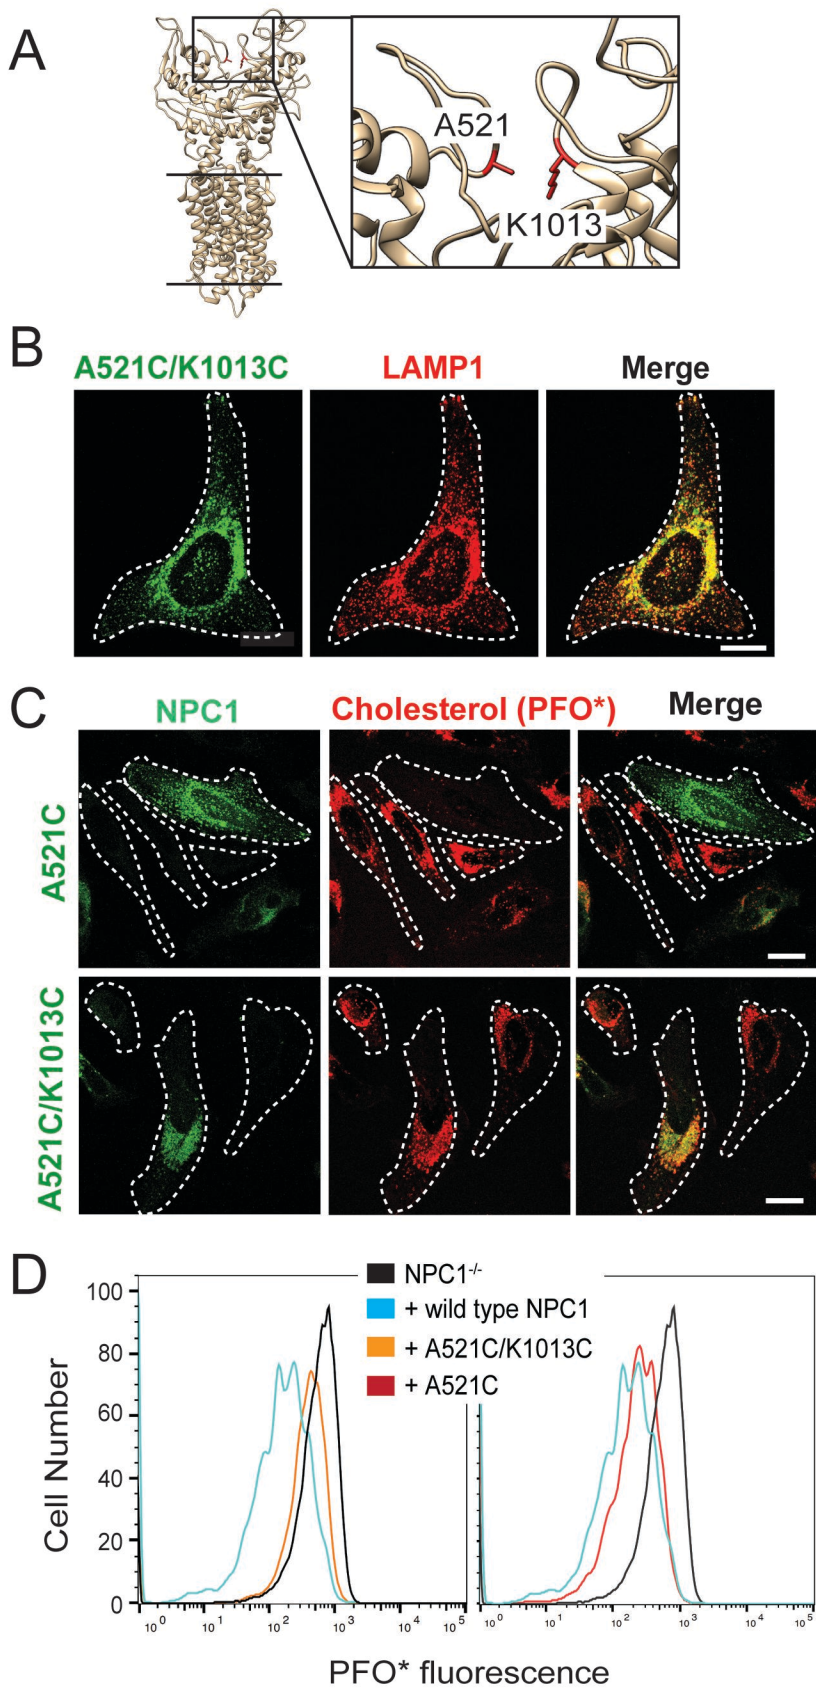 A
A521
K1013
B
A521C/K1013C
LAMP1
Merge
C
NPC1
Cholesterol (PFO*)
Merge
A521C
A521C/K1013C
D
NPC1-/-
+ wild type NPC1
+ A521C/K1013C
+ A521C
Cell Number
100
80
60
40
20
0
10^0 10^1 10^2 10^3 10^4 10^5
10^0 10^1 10^2 10^3 10^4 10^5
PFO* fluorescence